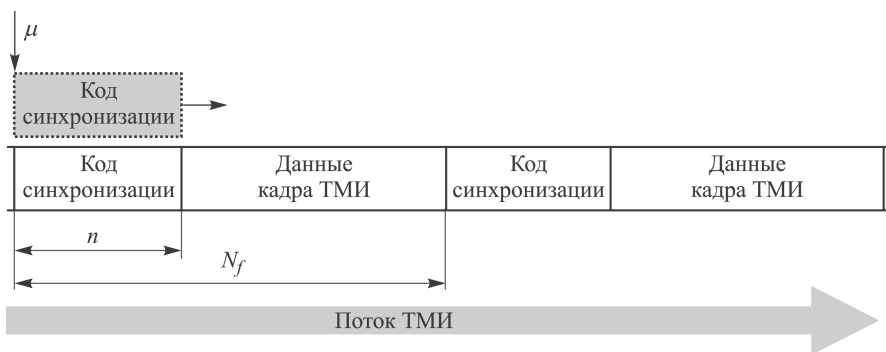 μ
Код
синхронизации
Код
синхронизации
Данные
кадра ТМИ
Код
синхронизации
Данные
кадра ТМИ
n
N_f
Поток ТМИ